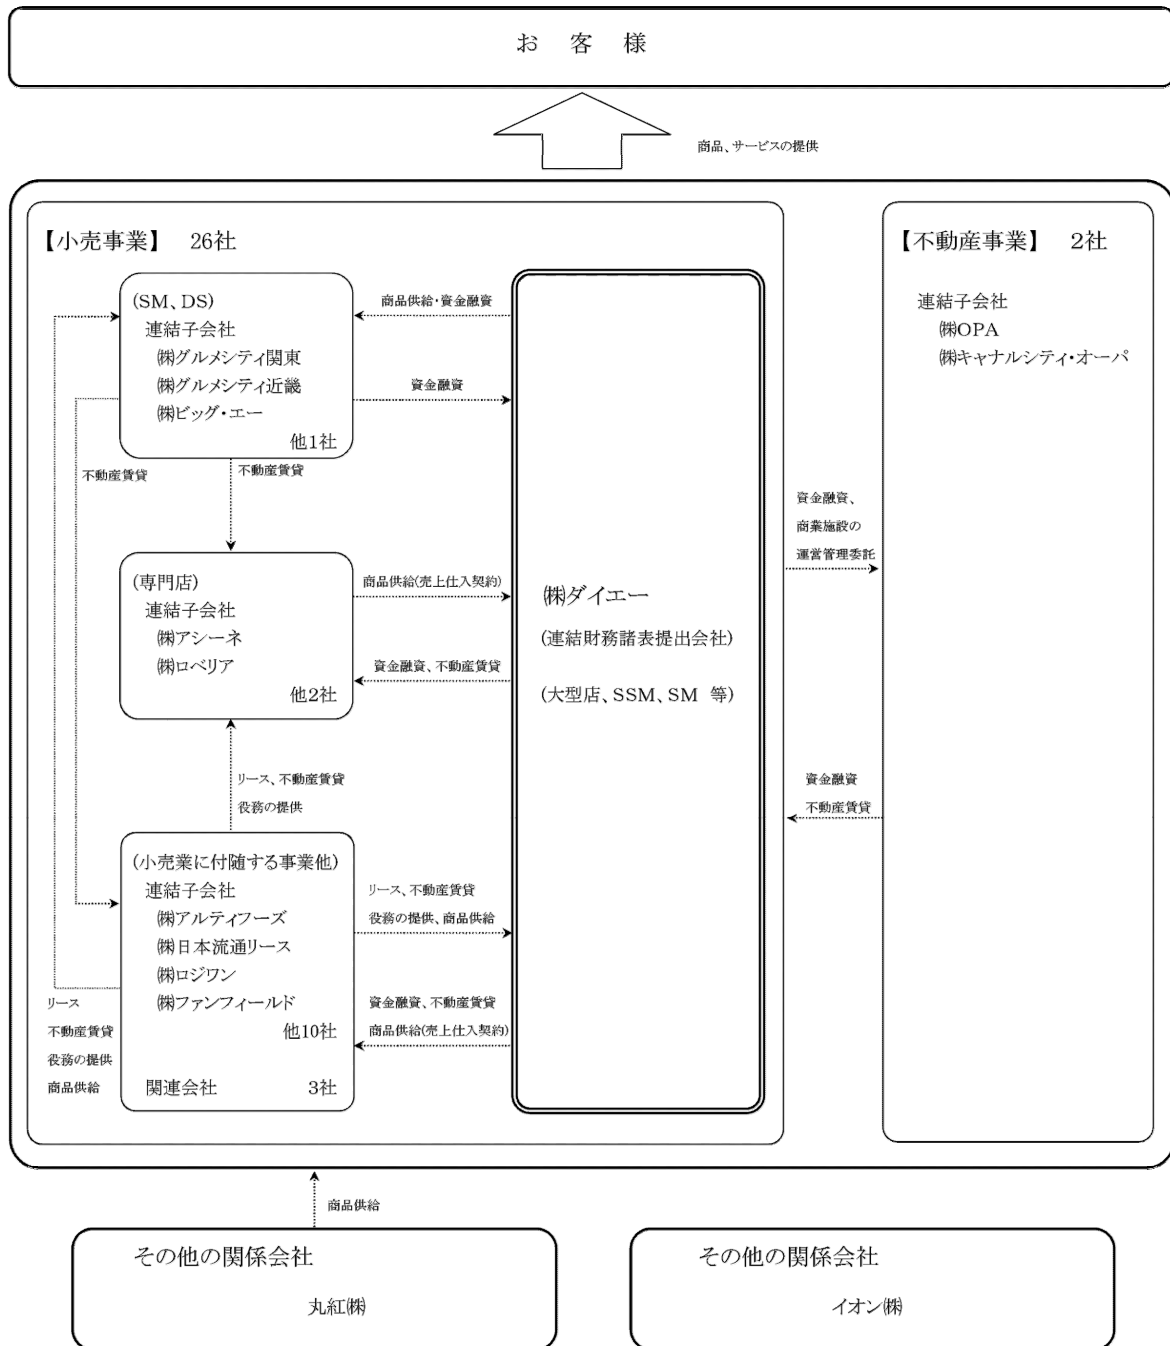 お 客 様
商品、サービスの提供
【小売事業】 26社
(SM、DS)
連結子会社
㈱グルメシティ関東
㈱グルメシティ近畿
㈱ビッグ・エー
他1社
商品供給・資金融資
資金融資
不動産賃貸
不動産賃貸
(専門店)
連結子会社
㈱アシーネ
㈱ロベリア
他2社
商品供給(売上仕入契約)
資金融資、不動産賃貸
リース、不動産賃貸
役務の提供
(小売業に付随する事業他)
連結子会社
㈱アルティフーズ
㈱日本流通リース
㈱ロジワン
㈱ファンフィールド
他10社
関連会社 3社
リース、不動産賃貸
役務の提供、商品供給
資金融資、不動産賃貸
商品供給(売上仕入契約)
リース
不動産賃貸
役務の提供
商品供給
㈱ダイエー
(連結財務諸表提出会社)
(大型店、SSM、SM 等)
資金融資、
商業施設の
運営管理委託
資金融資
不動産賃貸
【不動産事業】 2社
連結子会社
㈱OPA
㈱キャナルシティ・オーパ
商品供給
その他の関係会社
丸紅㈱
その他の関係会社
イオン㈱